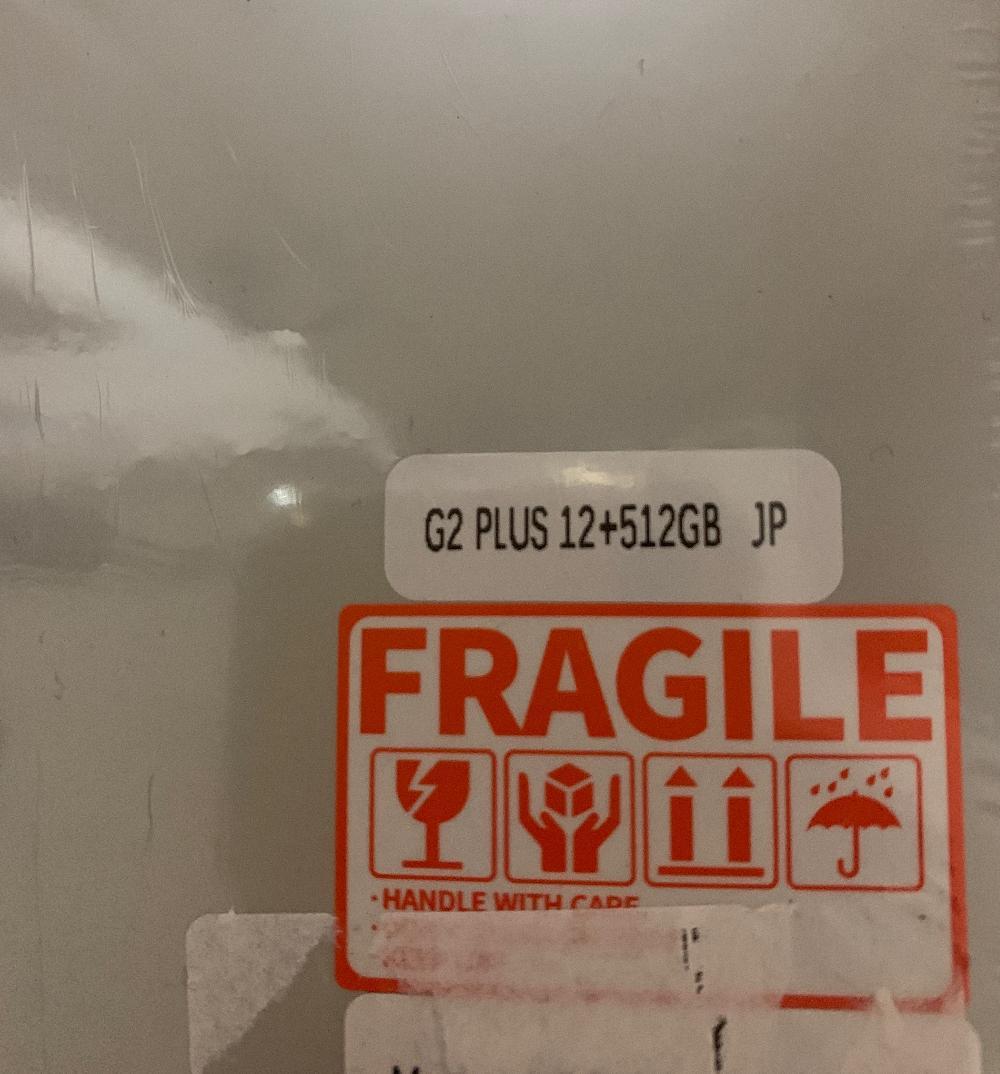 G2 PLUS 12+512GB JP
FRAGILE
·HANDLE WITH CARE